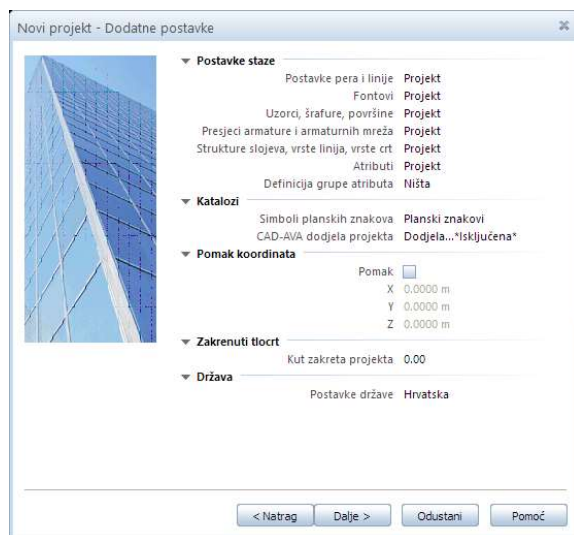 Novi projekt - Dodatne postavke
Postavke staze
Postavke pera i linije Projekt
Fontovi Projekt
Uzorci, šrafure, površine Projekt
Presjeci armature i armaturnih mreža Projekt
Strukture slojeva, vrste linija, vrste crt Projekt
Atributi Projekt
Definicija grupe atributa Ništa
Katalozi
Simboli planskih znakova Planski znakovi
CAD-AVA dodjela projekta Dodjela...*Isključena*
Pomak koordinata
Pomak
X 0.0000 m
Y 0.0000 m
Z 0.0000 m
Zakrenuti tlocrt
Kut zakreta projekta 0.00
Država
Postavke države Hrvatska
< Natrag Dalje > Odustani Pomoć